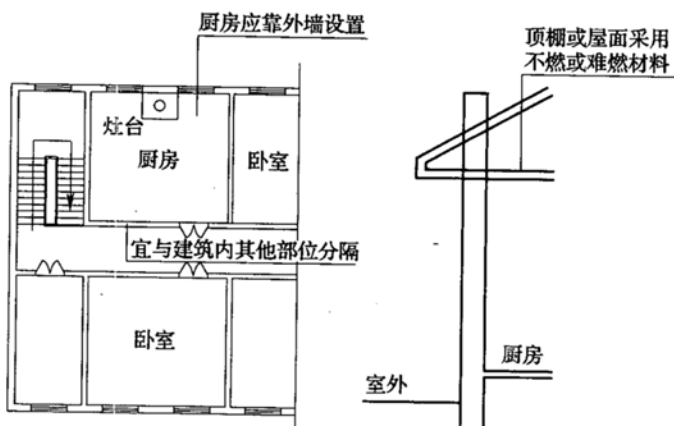 厨房应靠外墙设置
顶棚或屋面采用
不燃或难燃材料
灶台
厨房
卧室
宜与建筑内其他部位分隔
卧室
厨房
室外